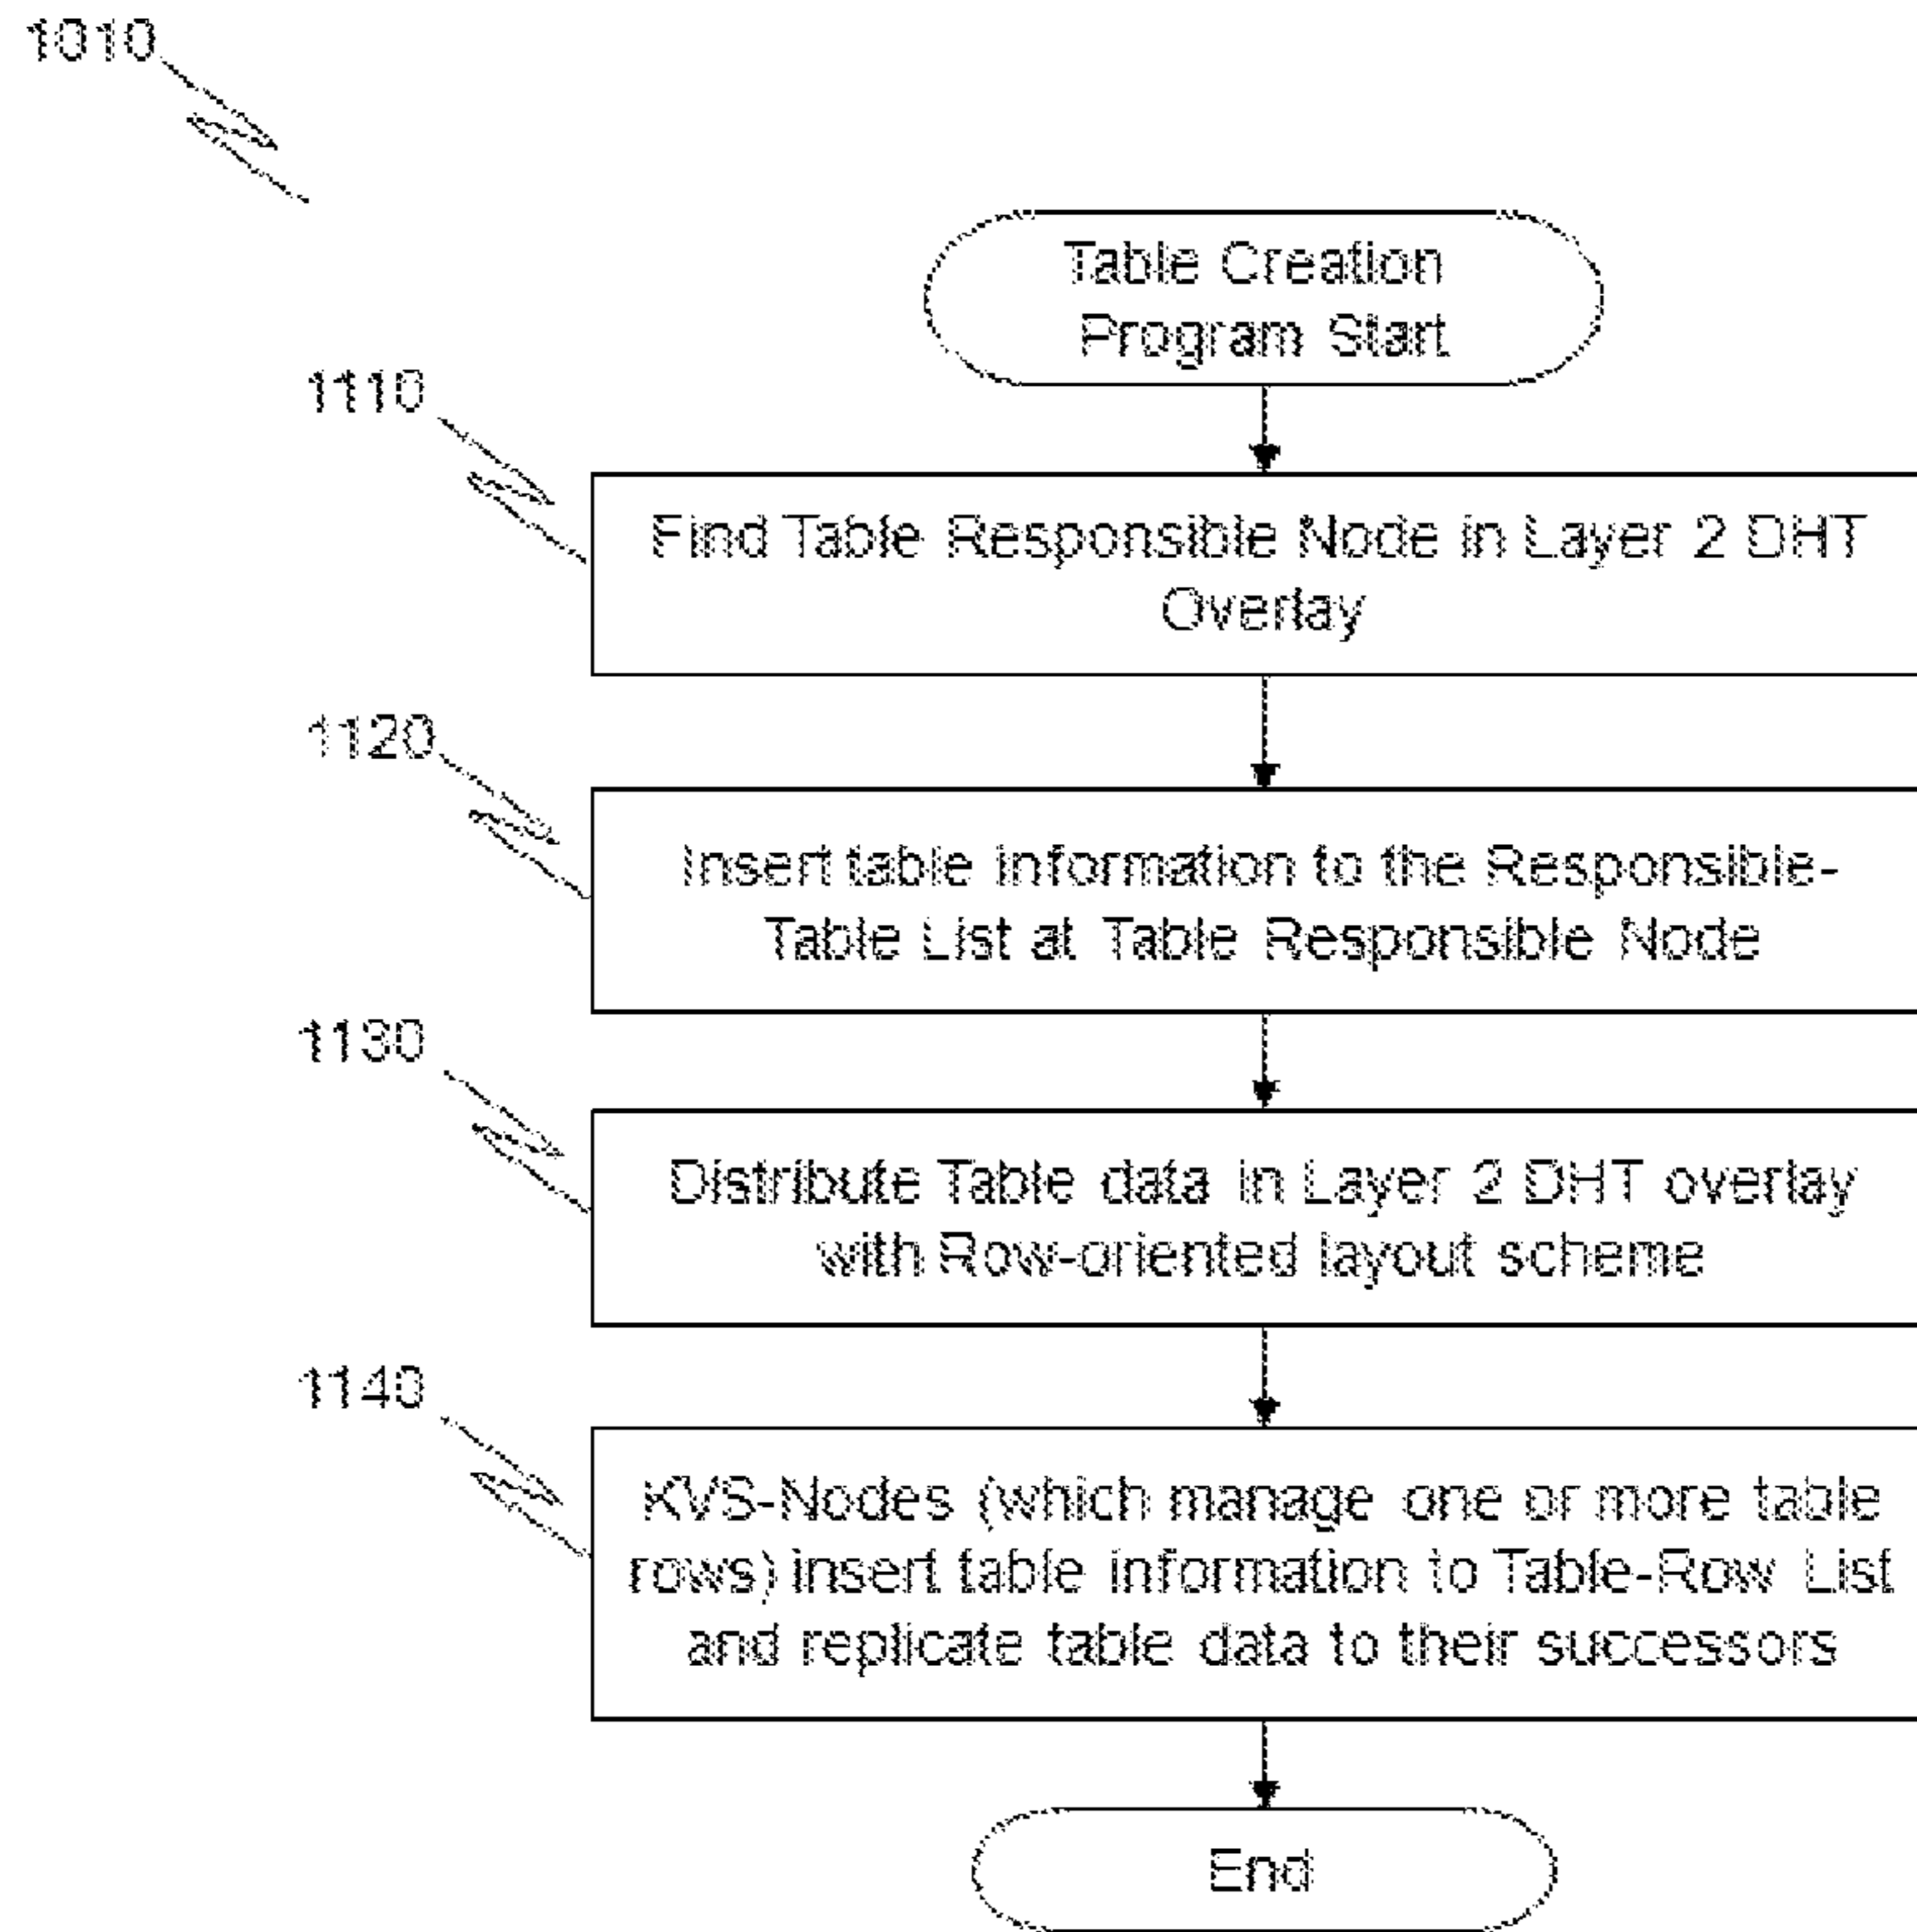 1010
Table Creation
Program Start
1110
Find Table Responsible Node in Layer 2 DHT
Overlay
1120
Insert table information to the Responsible-
Table List at Table Responsible Node
1130
Distribute Table data in Layer 2 DHT overlay
with Row-oriented layout scheme
1140
KVS-Nodes (which manage one or more table
rows) insert table information to Table-Row List
and replicate table data to their successors
End